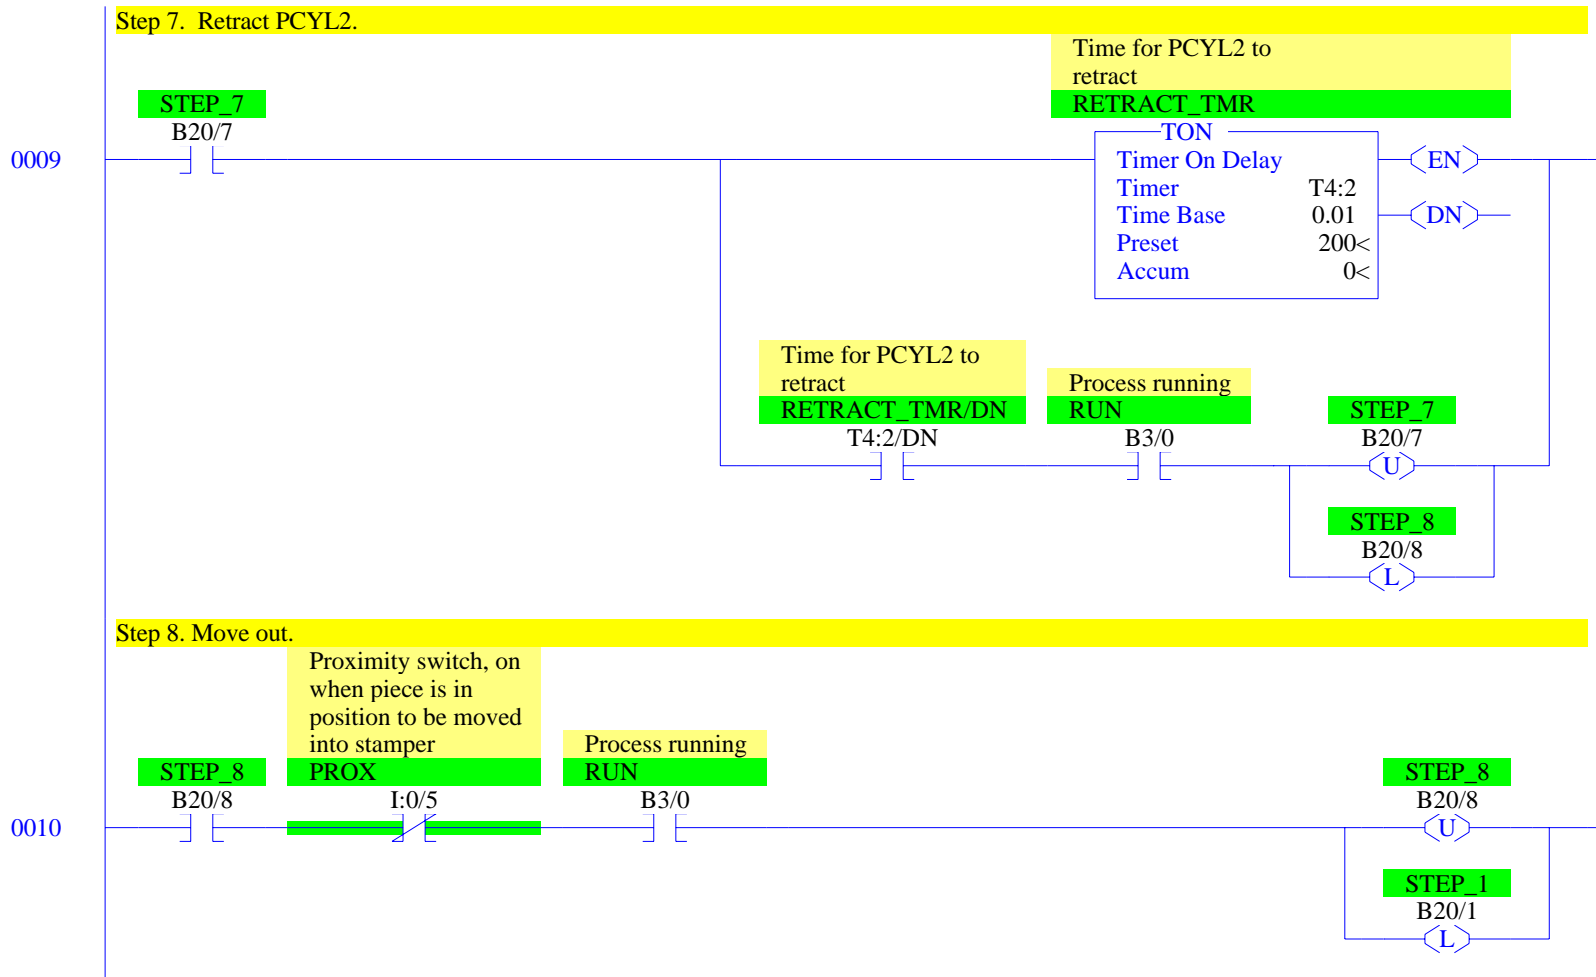 Step 7.  Retract PCYL2.
Time for PCYL2 to
retract
RETRACT_TMR
STEP_7
B20/7
0009
TON
Timer On Delay
Timer T4:2
Time Base 0.01
Preset 200<
Accum 0<
EN
DN
Time for PCYL2 to
retract
RETRACT_TMR/DN
T4:2/DN
Process running
RUN
B3/0
STEP_7
B20/7
U
STEP_8
B20/8
L
Step 8. Move out.
STEP_8
B20/8
Proximity switch, on
when piece is in
position to be moved
into stamper
PROX
I:0/5
Process running
RUN
B3/0
0010
STEP_8
B20/8
U
STEP_1
B20/1
L